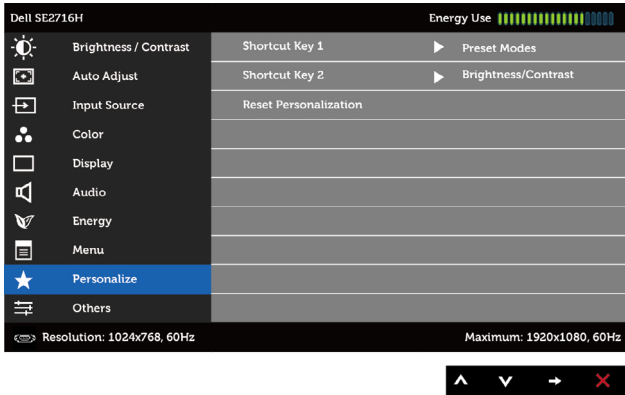 Dell SE2716H
Energy Use
Brightness / Contrast
Shortcut Key 1
Preset Modes
Auto Adjust
Shortcut Key 2
Brightness/Contrast
Input Source
Reset Personalization
Color
Display
Audio
Energy
Menu
Personalize
Others
Resolution: 1024x768, 60Hz
Maximum: 1920x1080, 60Hz